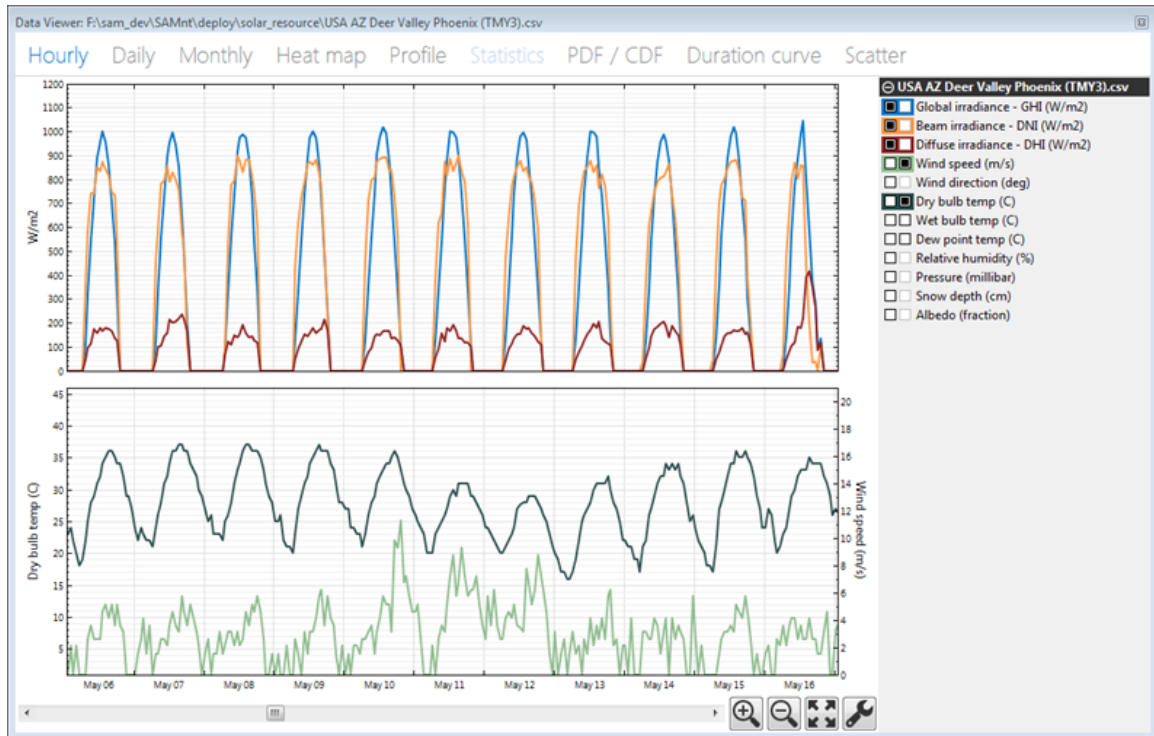 Data Viewer: F:\sam_dev\SAMnt\deploy\solar_resource\USA AZ Deer Valley Phoenix (TMY3).csv
Hourly Daily Monthly Heat map Profile Statistics PDF / CDF Duration curve Scatter
1200
1100
1000
900
800
700
600
500
400
300
200
100
0
W/m2
45
40
35
30
25
20
15
10
5
Dry bulb temp (C)
20
18
16
14
12
10
8
6
4
2
0
Wind speed (m/s)
May 06 May 07 May 08 May 09 May 10 May 11 May 12 May 13 May 14 May 15 May 16
USA AZ Deer Valley Phoenix (TMY3).csv
Global irradiance - GHI (W/m2)
Beam irradiance - DNI (W/m2)
Diffuse irradiance - DHI (W/m2)
Wind speed (m/s)
Wind direction (deg)
Dry bulb temp (C)
Wet bulb temp (C)
Dew point temp (C)
Relative humidity (%)
Pressure (millibar)
Snow depth (cm)
Albedo (fraction)